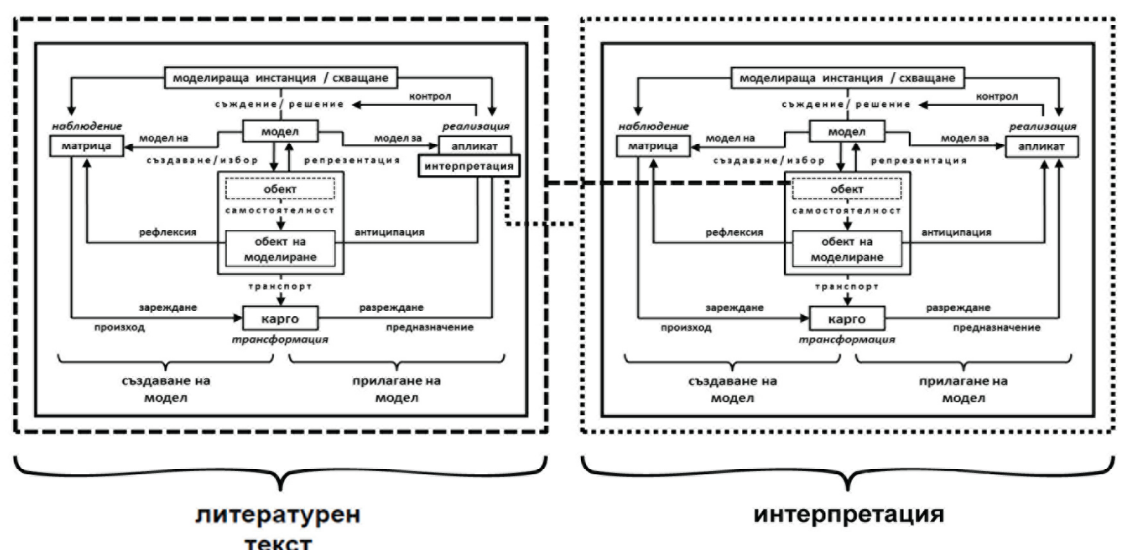 моделираща инстанция / схващане
съждение/ решение
контрол
наблюдение
реализация
матрица
модел на
модел
модел за
апликат
интерпретация
създаване/избор
репрезентация
обект
самостоятелност
рефлексия
обект на
моделиране
антиципация
транспорт
зареждане
карго
разреждане
произход
предназначение
трансформация
създаване на
модел
прилагане на
модел
литературен
текст
моделираща инстанция / схващане
съждение/ решение
контрол
наблюдение
реализация
матрица
модел на
модел
модел за
апликат
създаване/избор
репрезентация
обект
самостоятелност
рефлексия
обект на
моделиране
антиципация
транспорт
зареждане
карго
разреждане
произход
предназначение
трансформация
създаване на
модел
прилагане на
модел
интерпретация